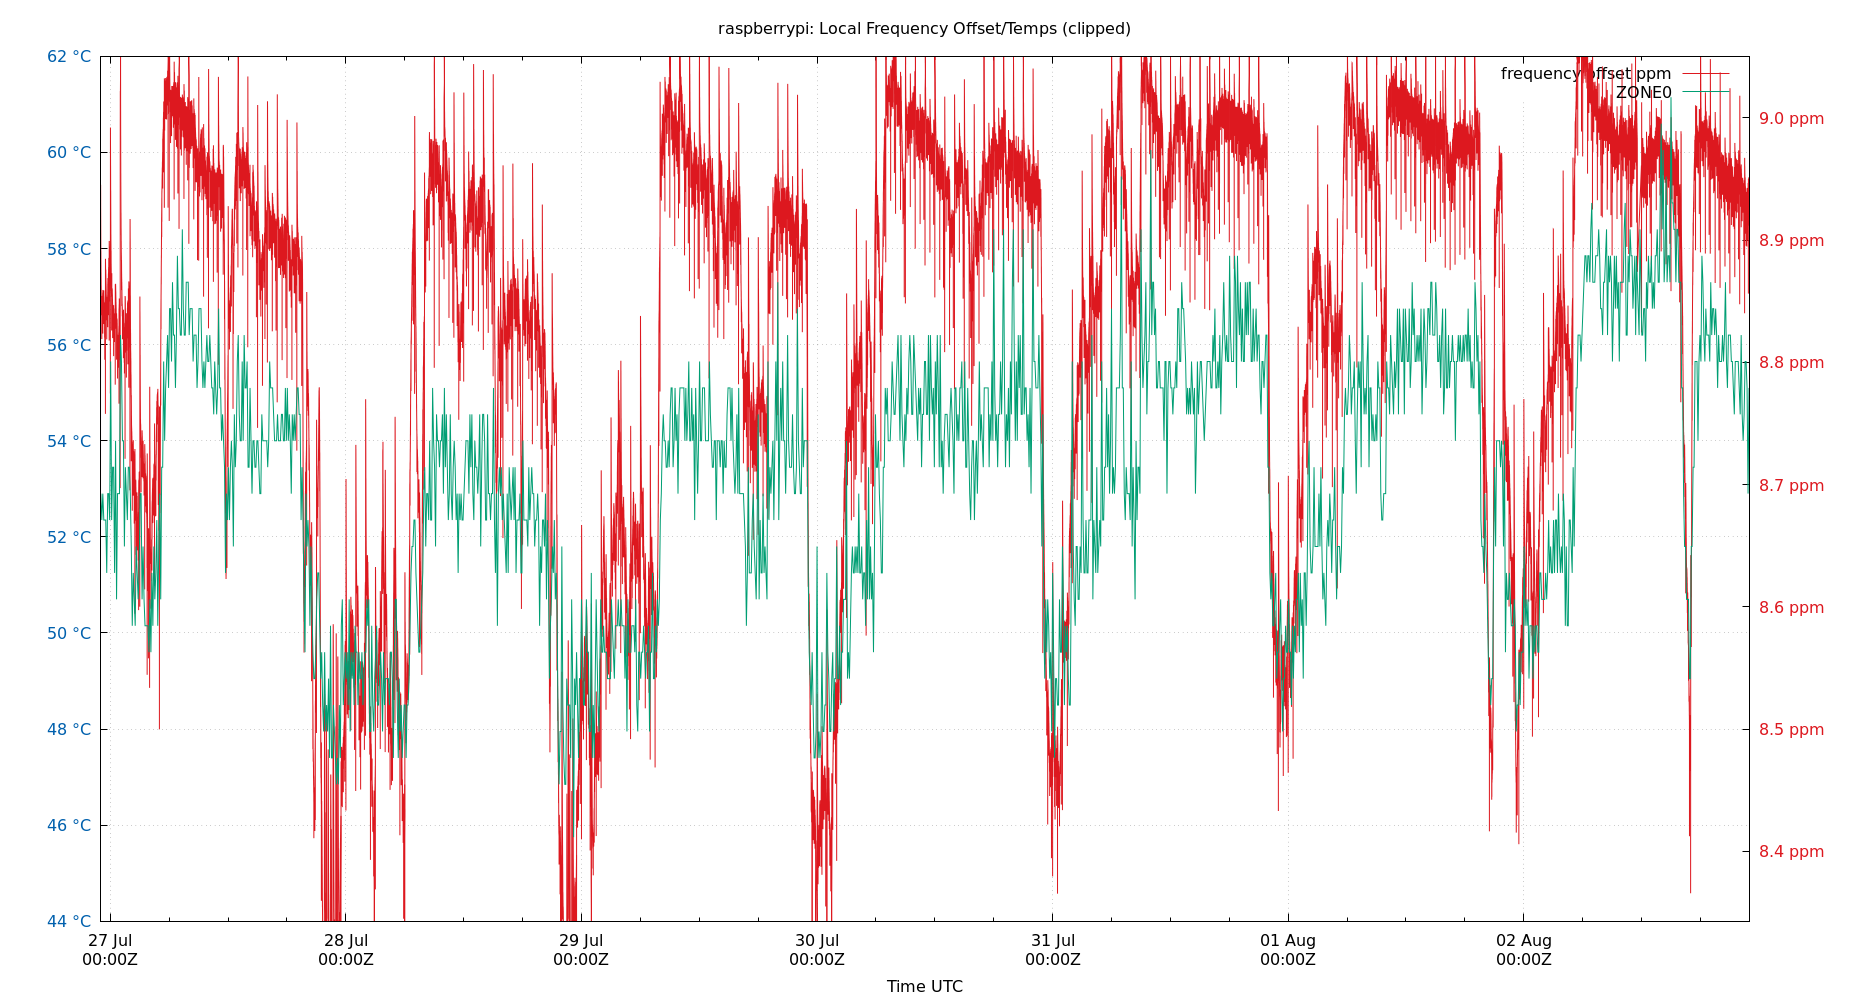 raspberrypi: Local Frequency Offset/Temps (clipped)
62 °C
60 °C
58 °C
56 °C
54 °C
52 °C
50 °C
48 °C
46 °C
44 °C
frequency offset ppm
ZONE0
9.0 ppm
8.9 ppm
8.8 ppm
8.7 ppm
8.6 ppm
8.5 ppm
8.4 ppm
27 Jul
00:00Z
28 Jul
00:00Z
29 Jul
00:00Z
30 Jul
00:00Z
31 Jul
00:00Z
01 Aug
00:00Z
02 Aug
00:00Z
Time UTC